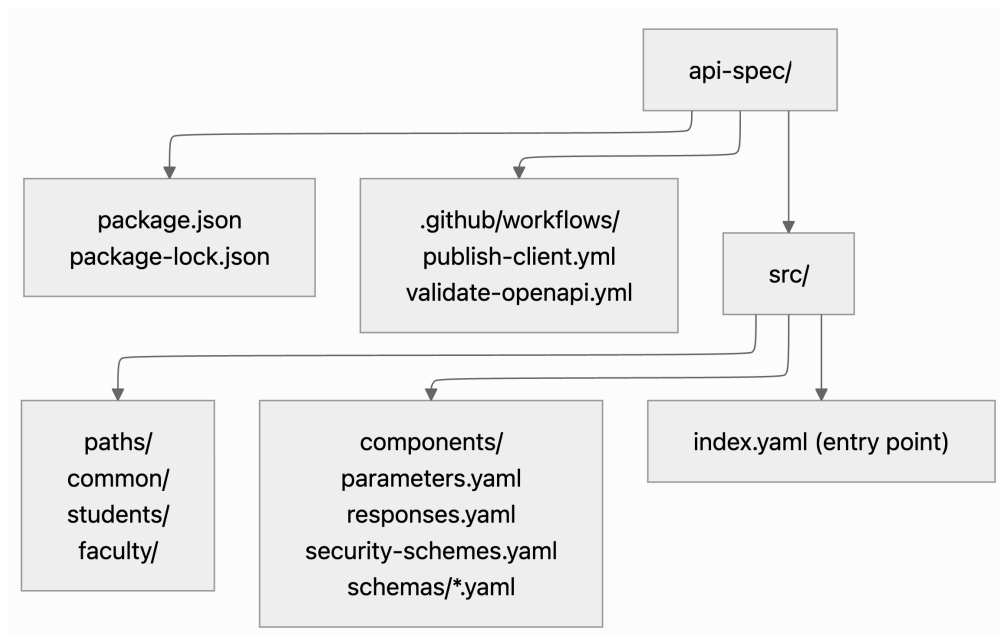 api-spec/
package.json
package-lock.json
.github/workflows/
publish-client.yml
validate-openapi.yml
src/
paths/
common/
students/
faculty/
components/
parameters.yaml
responses.yaml
security-schemes.yaml
schemas/*.yaml
index.yaml (entry point)